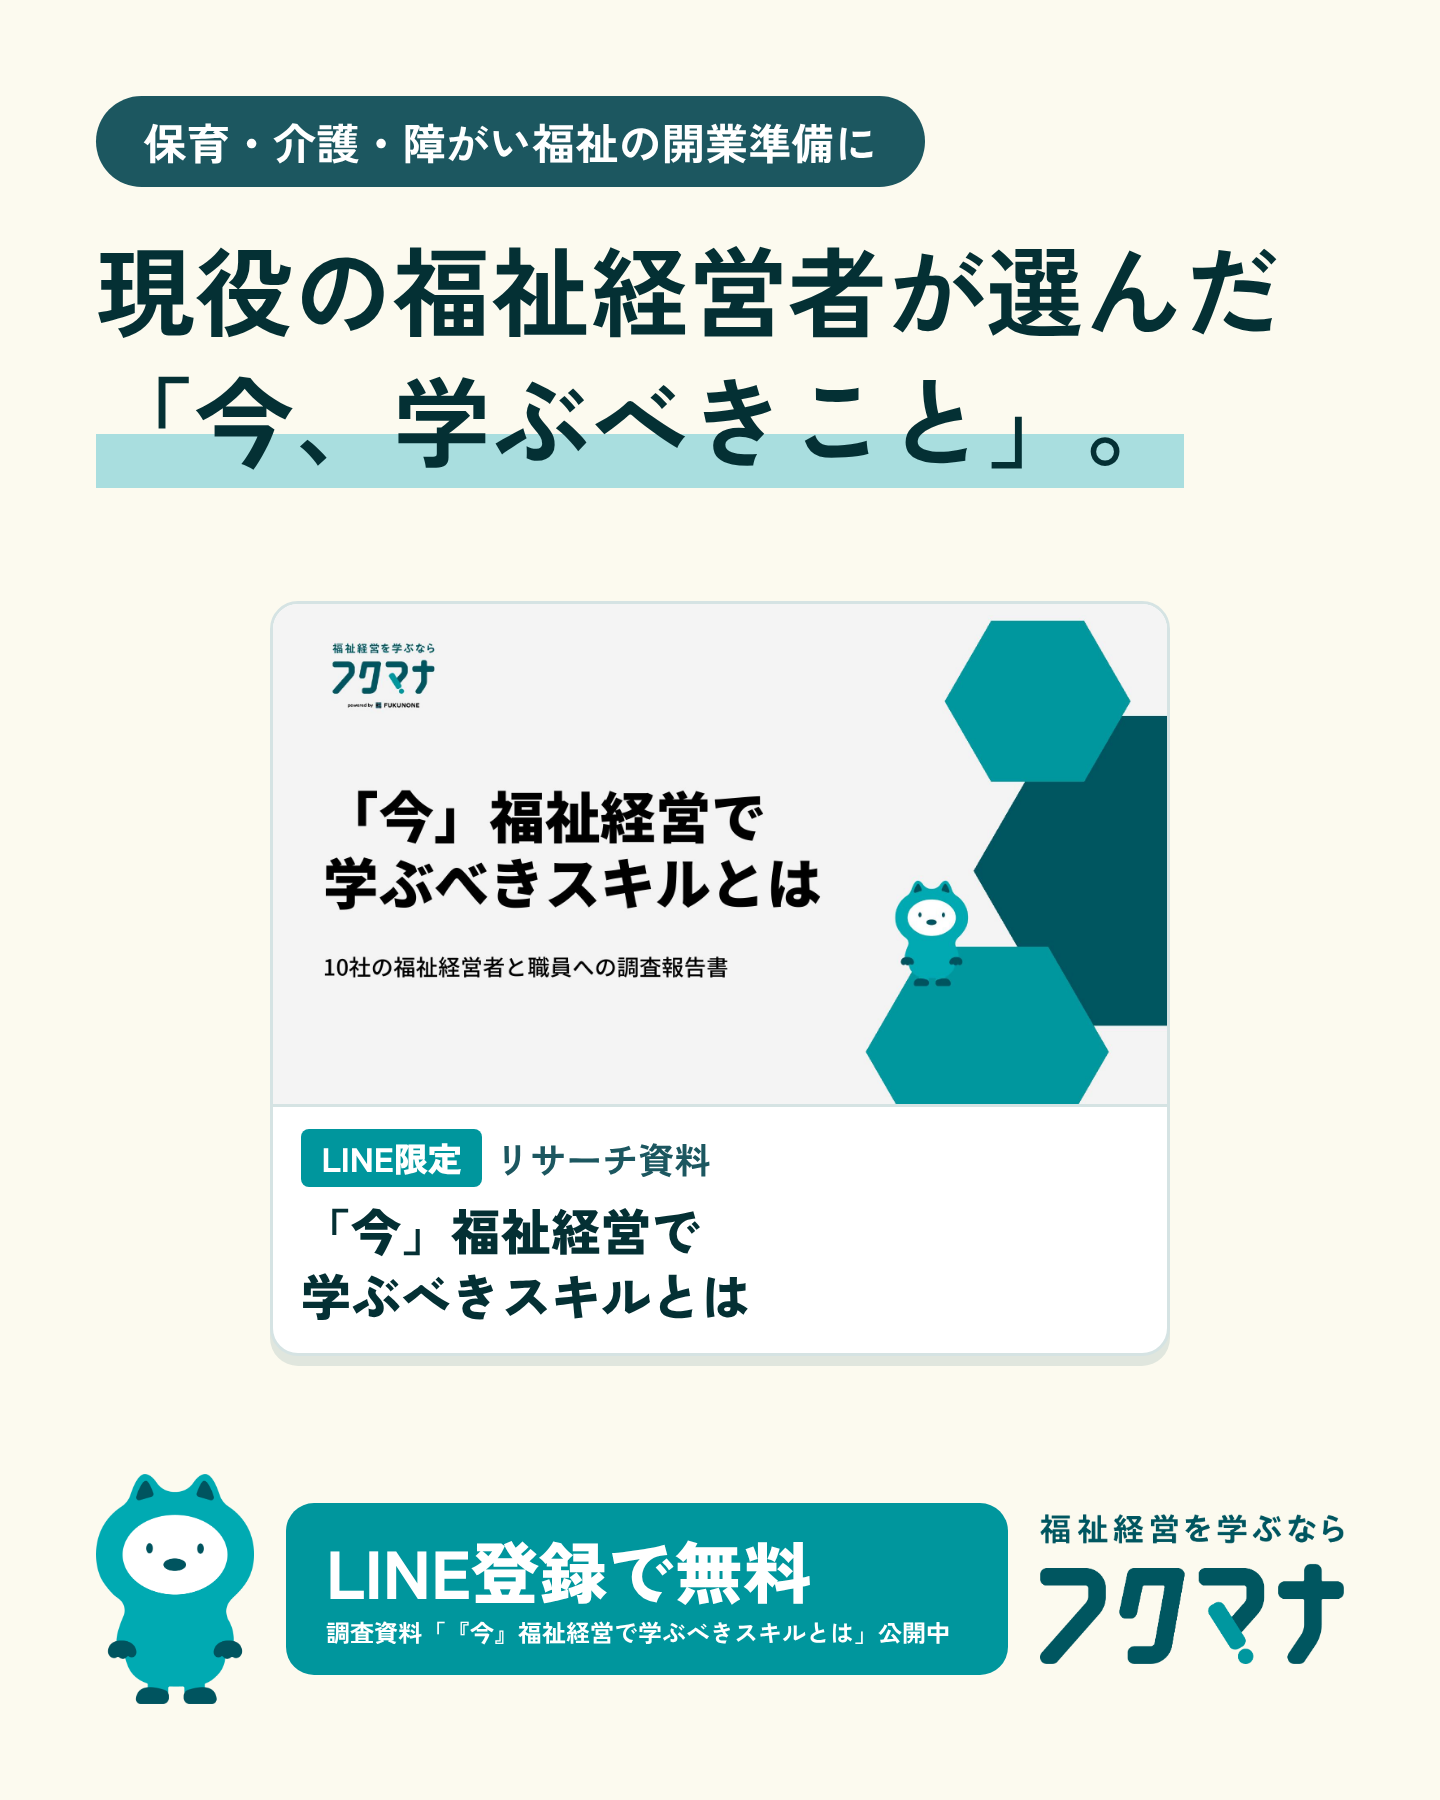 保育・介護・障がい福祉の開業準備に
現役の福祉経営者が選んだ
「今、学ぶべきこと」。
福祉経営を学ぶなら
フクマナ
powered by FUKUNONE
「今」福祉経営で
学ぶべきスキルとは
10社の福祉経営者と職員への調査報告書
LINE限定 リサーチ資料
「今」福祉経営で
学ぶべきスキルとは
LINE登録で無料
調査資料「『今』福祉経営で学ぶべきスキルとは」公開中
福祉経営を学ぶなら
フクマナ